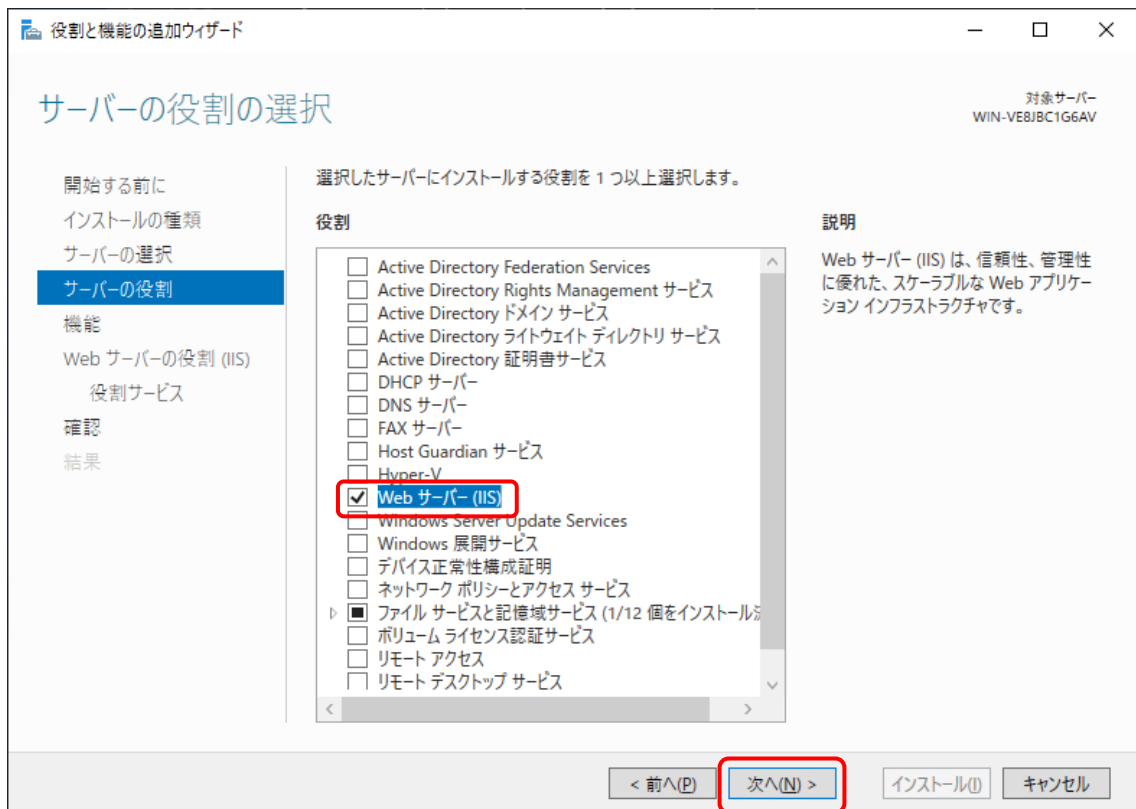 役割と機能の追加ウィザード
サーバーの役割の選択
対象サーバー
WIN-VE8JBC1G6AV
開始する前に
インストールの種類
サーバーの選択
サーバーの役割
機能
Web サーバーの役割 (IIS)
役割サービス
確認
結果
選択したサーバーにインストールする役割を 1 つ以上選択します。
役割
Active Directory Federation Services
Active Directory Rights Management サービス
Active Directory ドメイン サービス
Active Directory ライトウェイト ディレクトリ サービス
Active Directory 証明書サービス
DHCP サーバー
DNS サーバー
FAX サーバー
Host Guardian サービス
Hyper-V
Web サーバー (IIS)
Windows Server Update Services
Windows 展開サービス
デバイス正常性構成証明
ネットワーク ポリシーとアクセス サービス
ファイル サービスと記憶域サービス (1/12 個をインストール
ボリューム ライセンス認証サービス
リモート アクセス
リモート デスクトップ サービス
説明
Web サーバー (IIS) は、信頼性、管理性
に優れた、スケーラブルな Web アプリケー
ション インフラストラクチャです。
< 前へ(P)
次へ(N) >
インストール(I)
キャンセル